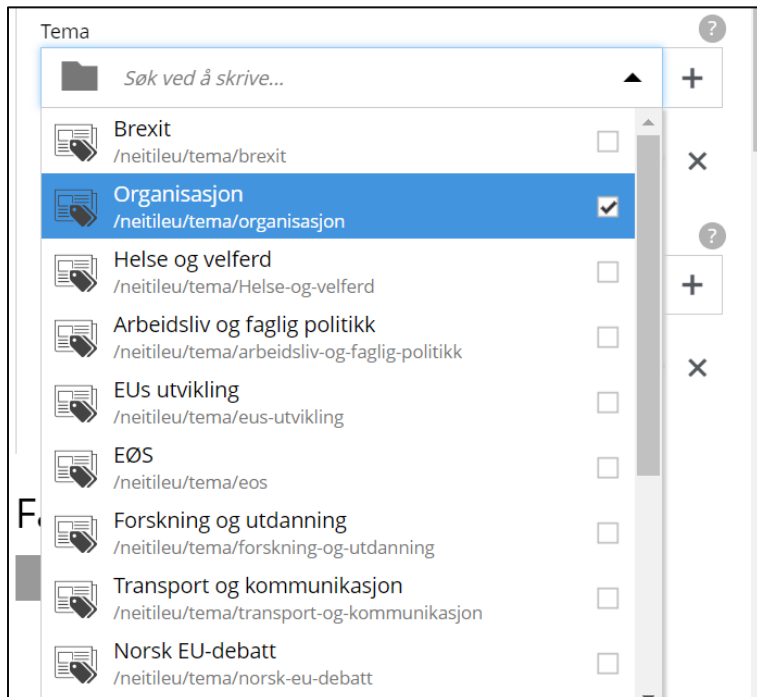 Tema
?
Søk ved å skrive...
Brexit
/neitileu/tema/brexit
Organisasjon
/neitileu/tema/organisasjon
?
Helse og velferd
/neitileu/tema/Helse-og-velferd
Arbeidsliv og faglig politikk
/neitileu/tema/arbeidsliv-og-faglig-politikk
EUs utvikling
/neitileu/tema/eus-utvikling
EØS
/neitileu/tema/eos
Forskning og utdanning
/neitileu/tema/forskning-og-utdanning
Transport og kommunikasjon
/neitileu/tema/transport-og-kommunikasjon
Norsk EU-debatt
/neitileu/tema/norsk-eu-debatt